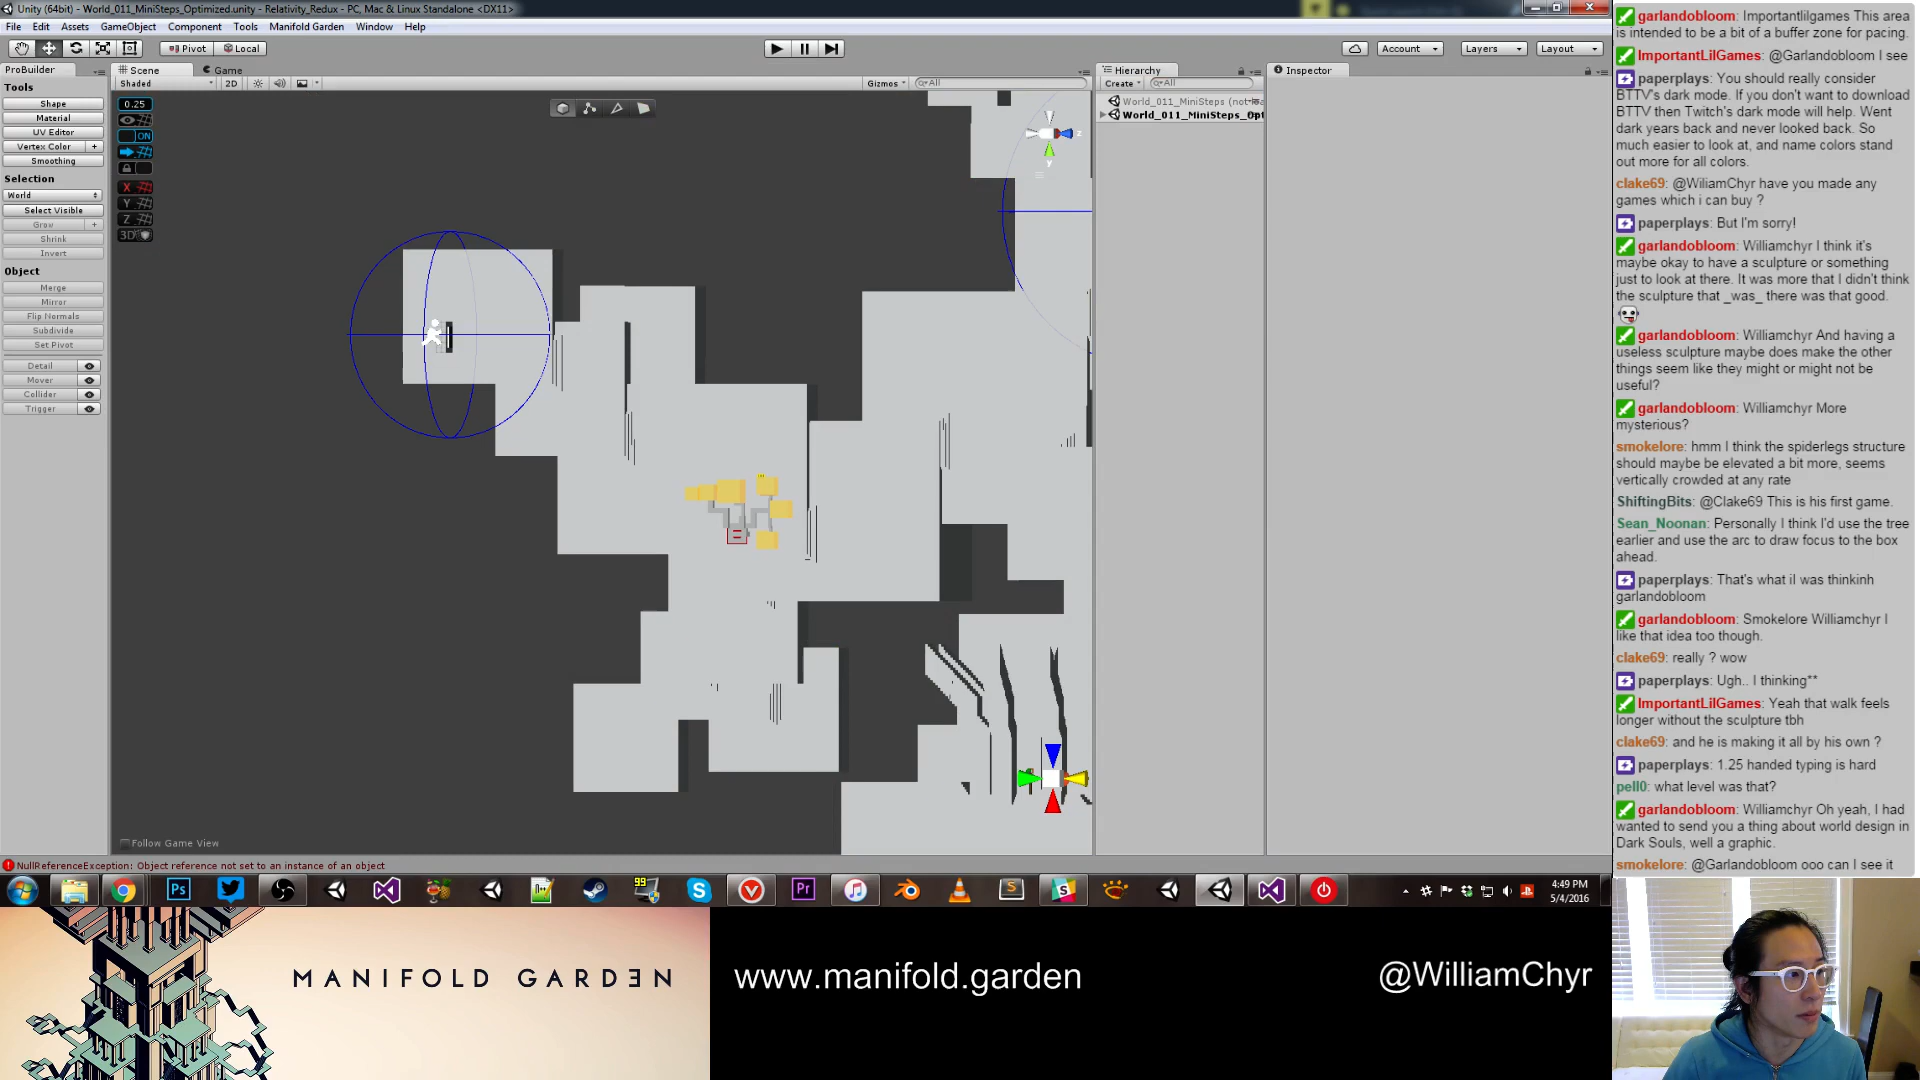 Unity (64bit) - World_011_MiniSteps_Optimized.unity - Relativity_Redux - PC, Mac & Linux Standalone <DX11>
File Edit Assets GameObject Component Tools Manifold Garden Window Help
Pivot Local Account Layers Layout
ProBuilder
Scene Game
Shaded 2D Gizmos All
Tools
Shape
Material
UV Editor
Vertex Color +
Smoothing
Selection
World
Select Visible
Grow +
Shrink
Invert
Object
Merge
Mirror
Flip Normals
Subdivide
Set Pivot
Detail
Mover
Collider
Trigger
0.25
ON
X
Y
Z
3D
z
y
Follow Game View
Hierarchy
Create All
World_011_MiniSteps (not
World_011_MiniSteps_Opt
Inspector
NullReferenceException: Object reference not set to an instance of an object
99
4:49 PM
5/4/2016
garlandobloom: Importantlilgames This area
is intended to be a bit of a buffer zone for pacing.
ImportantLilGames: @Garlandobloom I see
paperplays: You should really consider
BTTV's dark mode. If you don't want to download
BTTV then Twitch's dark mode will help. Went
dark years back and never looked back. So
much easier to look at, and name colors stand
out more for all colors.
clake69: @WiliamChyr have you made any
games which i can buy ?
paperplays: But I'm sorry!
garlandobloom: Williamchyr I think it's
maybe okay to have a sculpture or something
just to look at there. It was more that I didn't think
the sculpture that _was_ there was that good.
garlandobloom: Williamchyr And having a
useless sculpture maybe does make the other
things seem like they might or might not be
useful?
garlandobloom: Williamchyr More
mysterious?
smokelore: hmm I think the spiderlegs structure
should maybe be elevated a bit more, seems
vertically crowded at any rate
ShiftingBits: @Clake69 This is his first game.
Sean_Noonan: Personally I think I'd use the tree
earlier and use the arc to draw focus to the box
ahead.
paperplays: That's what iI was thinkinh
garlandobloom
garlandobloom: Smokelore Williamchyr I
like that idea too though.
clake69: really ? wow
paperplays: Ugh.. I thinking**
ImportantLilGames: Yeah that walk feels
longer without the sculpture tbh
clake69: and he is making it all by his own ?
paperplays: 1.25 handed typing is hard
pell0: what level was that?
garlandobloom: Williamchyr Oh yeah, I had
wanted to send you a thing about world design in
Dark Souls, well a graphic.
smokelore: @Garlandobloom ooo can I see it
MANIFOLD GARDƎN
www.manifold.garden
@WilliamChyr